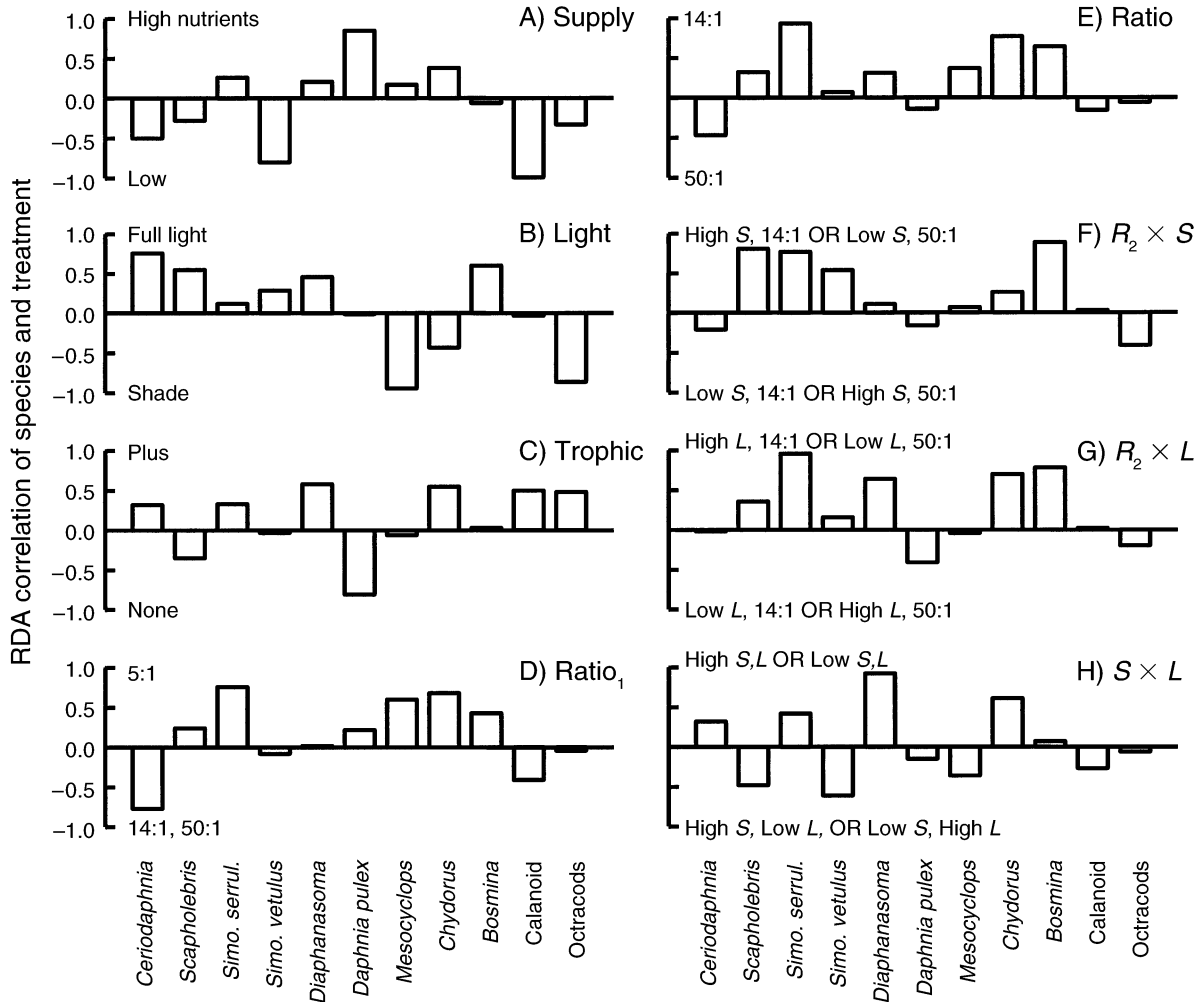 RDA correlation of species and treatment
A) Supply
High nutrients
1.0
0.5
0.0
−0.5
−1.0
Low
B) Light
Full light
1.0
0.5
0.0
−0.5
−1.0
Shade
C) Trophic
Plus
1.0
0.5
0.0
−0.5
−1.0
None
D) Ratio1
5:1
1.0
0.5
0.0
−0.5
−1.0
14:1, 50:1
Ceriodaphnia
Scapholebris
Simo. serrul.
Simo. vetulus
Diaphanasoma
Daphnia pulex
Mesocyclops
Chydorus
Bosmina
Calanoid
Octracods
E) Ratio
14:1
50:1
F) R2 × S
High S, 14:1 OR Low S, 50:1
Low S, 14:1 OR High S, 50:1
G) R2 × L
High L, 14:1 OR Low L, 50:1
Low L, 14:1 OR High L, 50:1
H) S × L
High S,L OR Low S,L
High S, Low L, OR Low S, High L
Ceriodaphnia
Scapholebris
Simo. serrul.
Simo. vetulus
Diaphanasoma
Daphnia pulex
Mesocyclops
Chydorus
Bosmina
Calanoid
Octracods